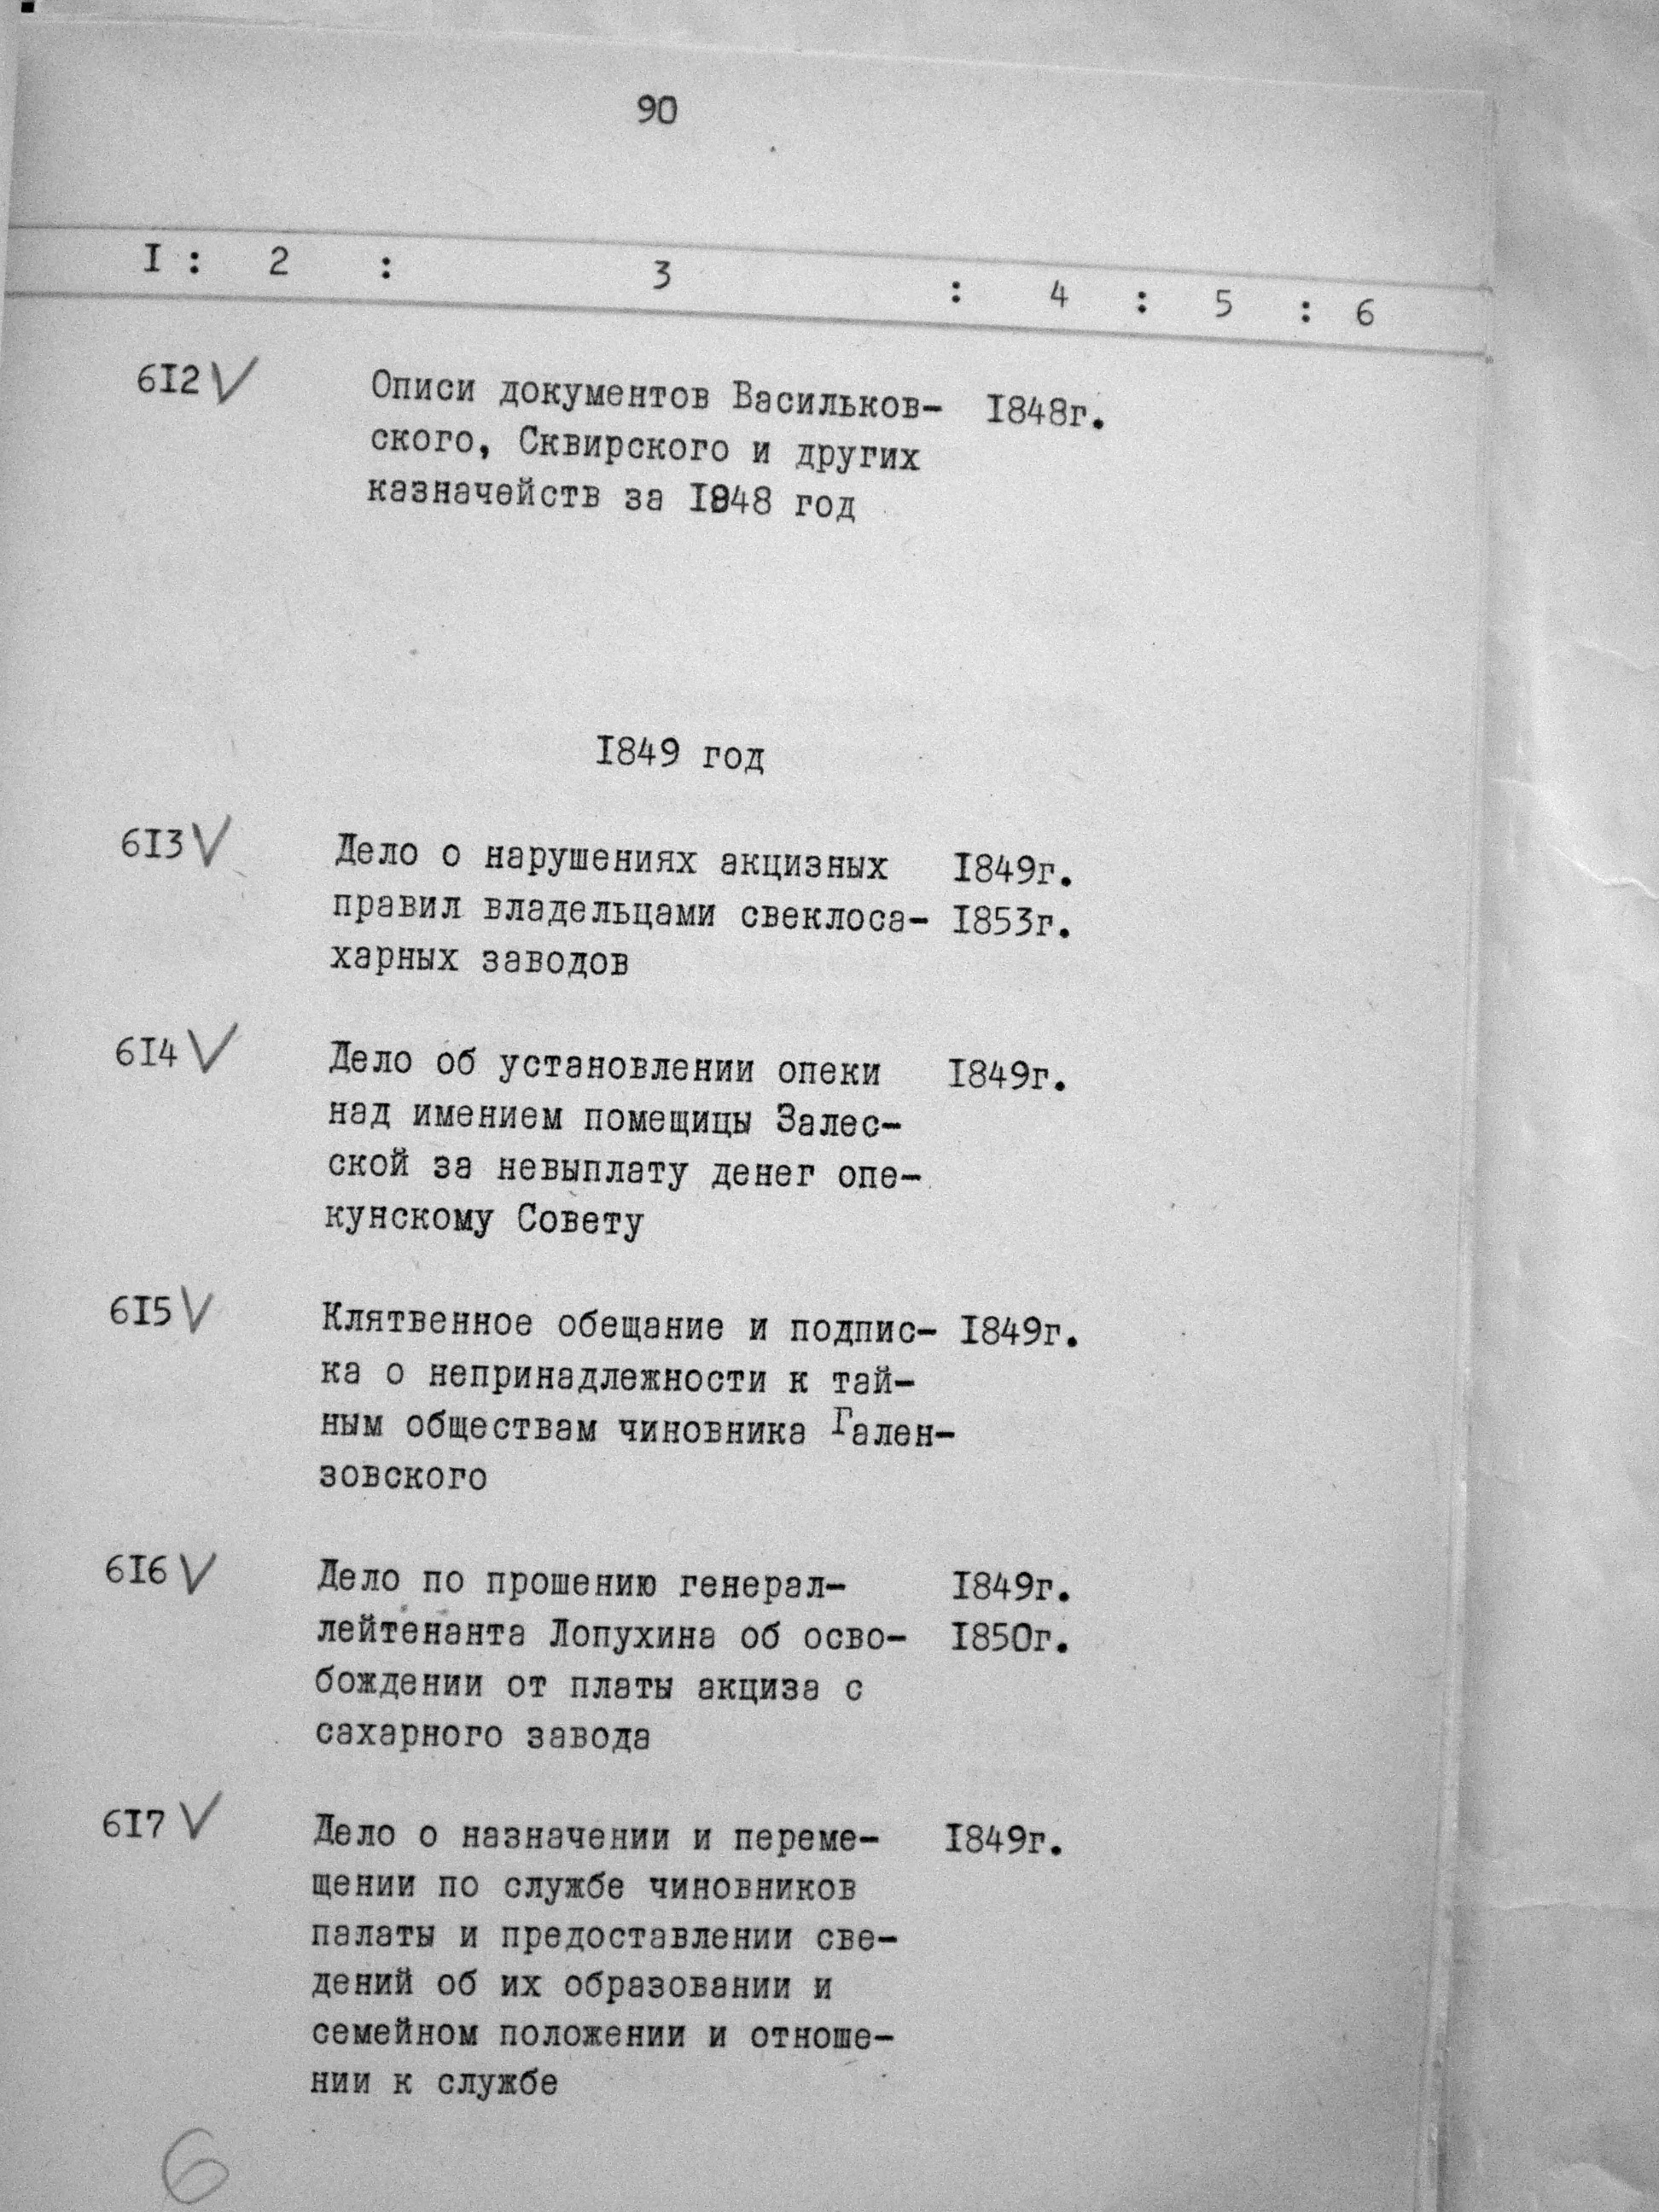 90
I : 2 : 3 : 4 : 5 : 6
6I2 V Описи документов Васильков- I848г.
ского, Сквирского и других
казначейств за I848 год
I849 год
6I3 V Дело о нарушениях акцизных I849г.
правил владельцами свеклоса- I853г.
харных заводов
6I4 V Дело об установлении опеки I849г.
над имением помещицы Залес-
ской за невыплату денег опе-
кунскому Совету
6I5 V Клятвенное обещание и подпис- I849г.
ка о непринадлежности к тай-
ным обществам чиновника Гален-
зовского
6I6 V Дело по прошению генерал- I849г.
лейтенанта Лопухина об осво- I850г.
бождении от платы акциза с
сахарного завода
6I7 V Дело о назначении и переме- I849г.
щении по службе чиновников
палаты и предоставлении све-
дений об их образовании и
семейном положении и отноше-
нии к службе
6